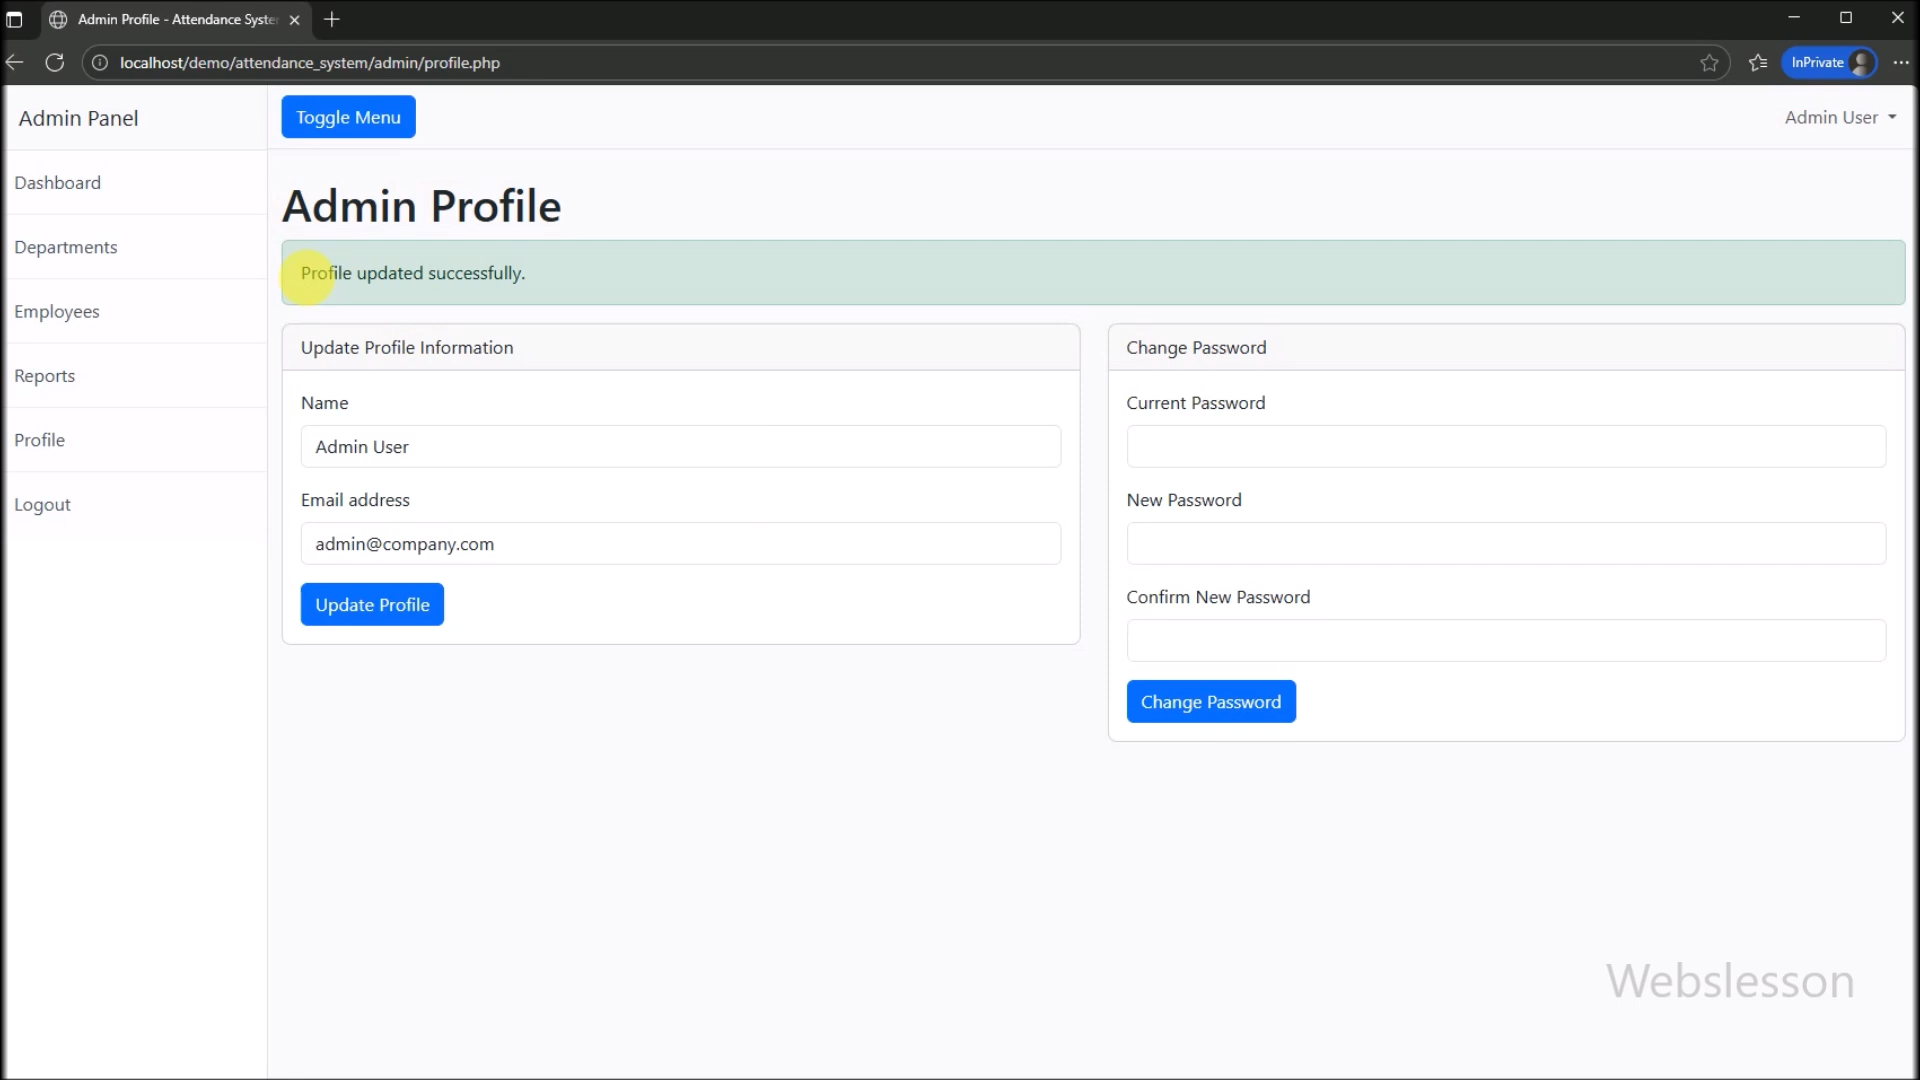 Admin Profile - Attendance Syste
localhost/demo/attendance_system/admin/profile.php
InPrivate
Admin Panel
Toggle Menu
Admin User
Dashboard
Departments
Employees
Reports
Profile
Logout
Admin Profile
Profile updated successfully.
Update Profile Information
Name
Admin User
Email address
admin@company.com
Update Profile
Change Password
Current Password
New Password
Confirm New Password
Change Password
Webslesson